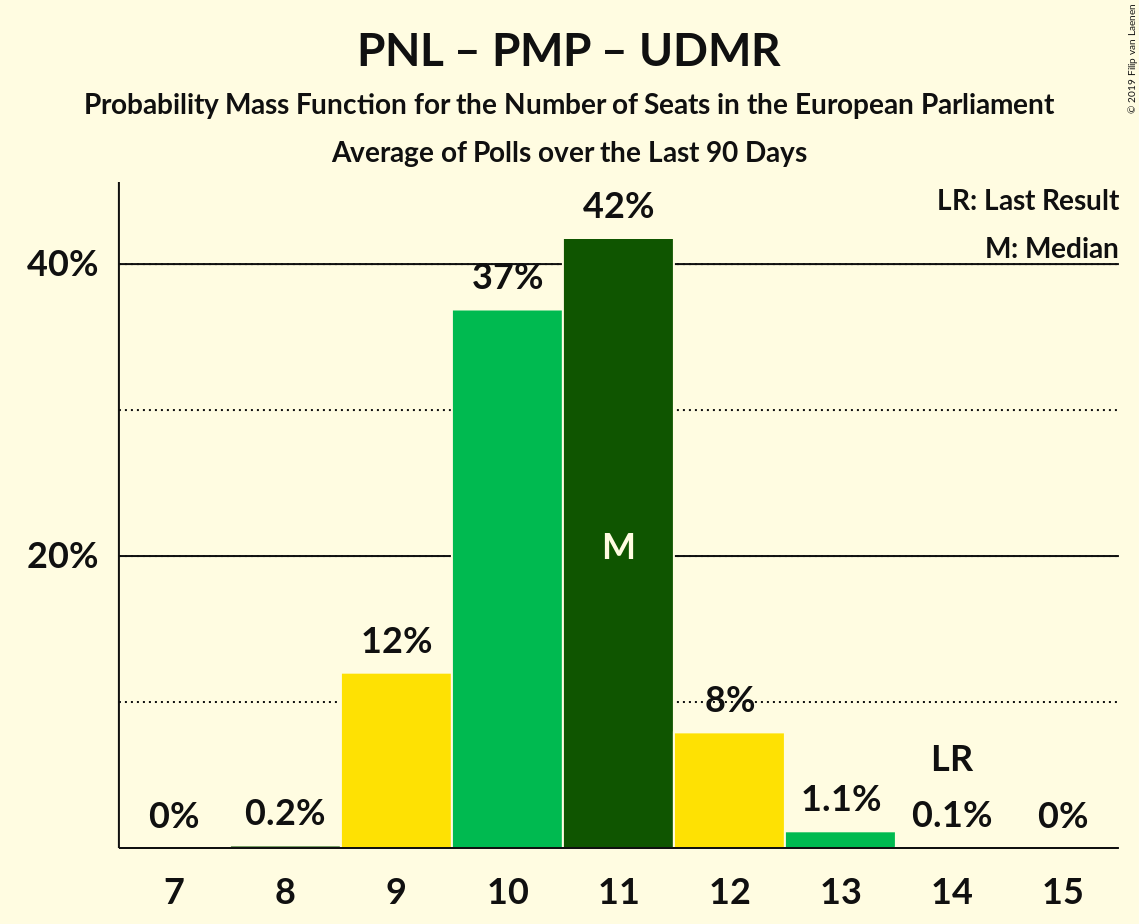 PNL – PMP – UDMR
Probability Mass Function for the Number of Seats in the European Parliament
Average of Polls over the Last 90 Days
© 2019 Filip van Laenen
LR: Last Result
M: Median
42%
40%
37%
M
20%
12%
8%
LR
0%
0.2%
1.1%
0.1%
0%
7
8
9
10
11
12
13
14
15